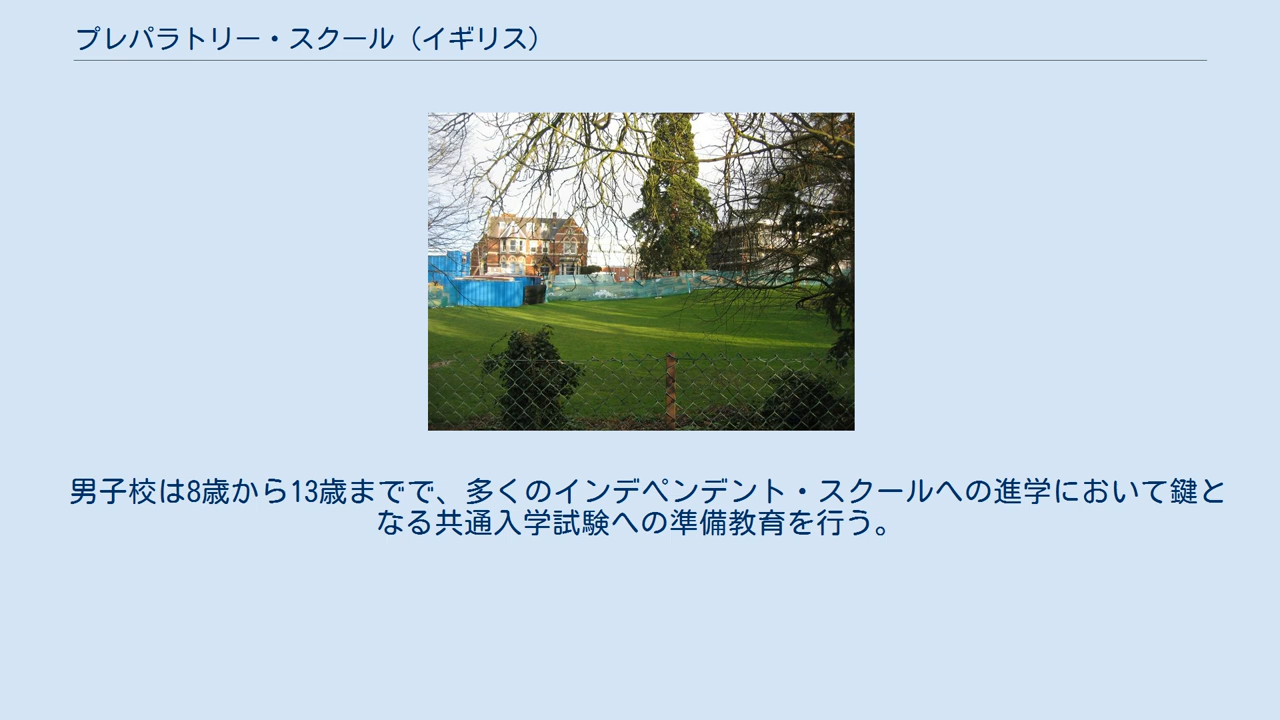 プレパラトリー・スクール（イギリス）
男子校は8歳から13歳までで、多くのインデペンデント・スクールへの進学において鍵と
なる共通入学試験への準備教育を行う。